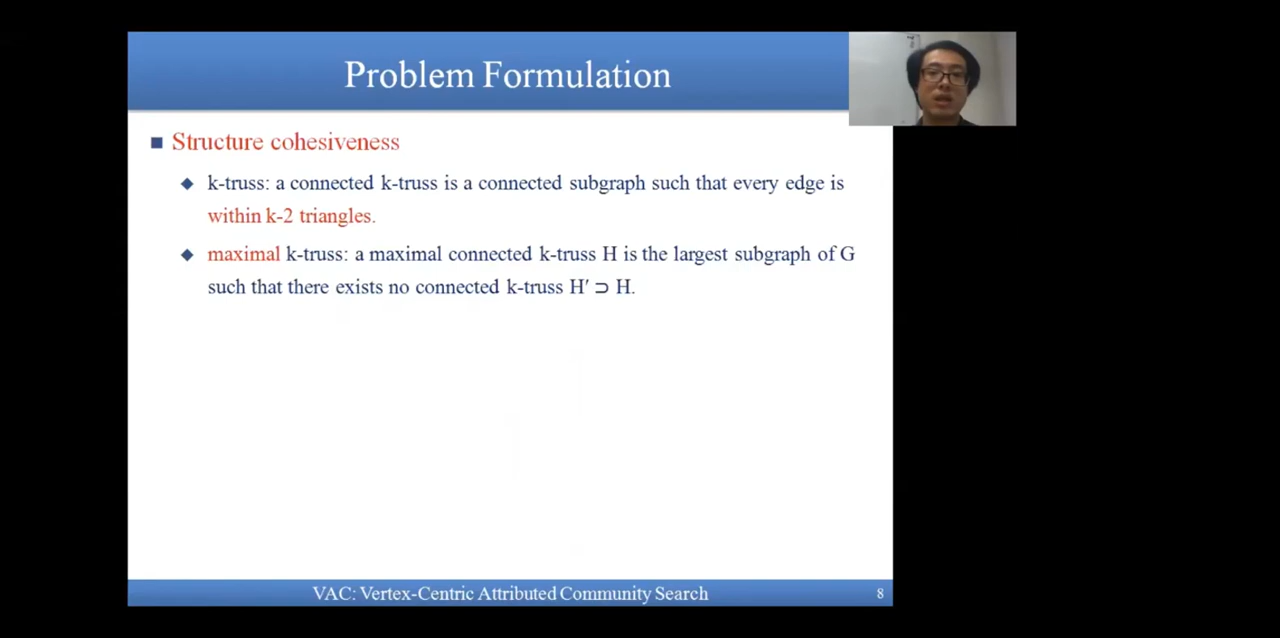 Problem Formulation
Structure cohesiveness
k-truss: a connected k-truss is a connected subgraph such that every edge is
within k-2 triangles.
maximal k-truss: a maximal connected k-truss H is the largest subgraph of G
such that there exists no connected k-truss H′ ⊃ H.
VAC: Vertex-Centric Attributed Community Search
8